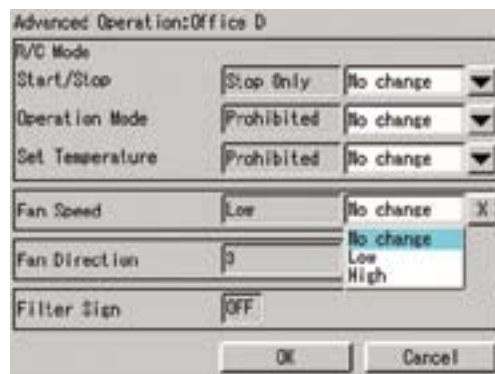 Advanced Operation:Office D
R/C Mode
Start/Stop Stop Only No change
Operation Mode Prohibited No change
Set Temperature Prohibited No change
Fan Speed Low No change X
No change
Low
High
Fan Direction 3
Filter Sign OFF
OK Cancel